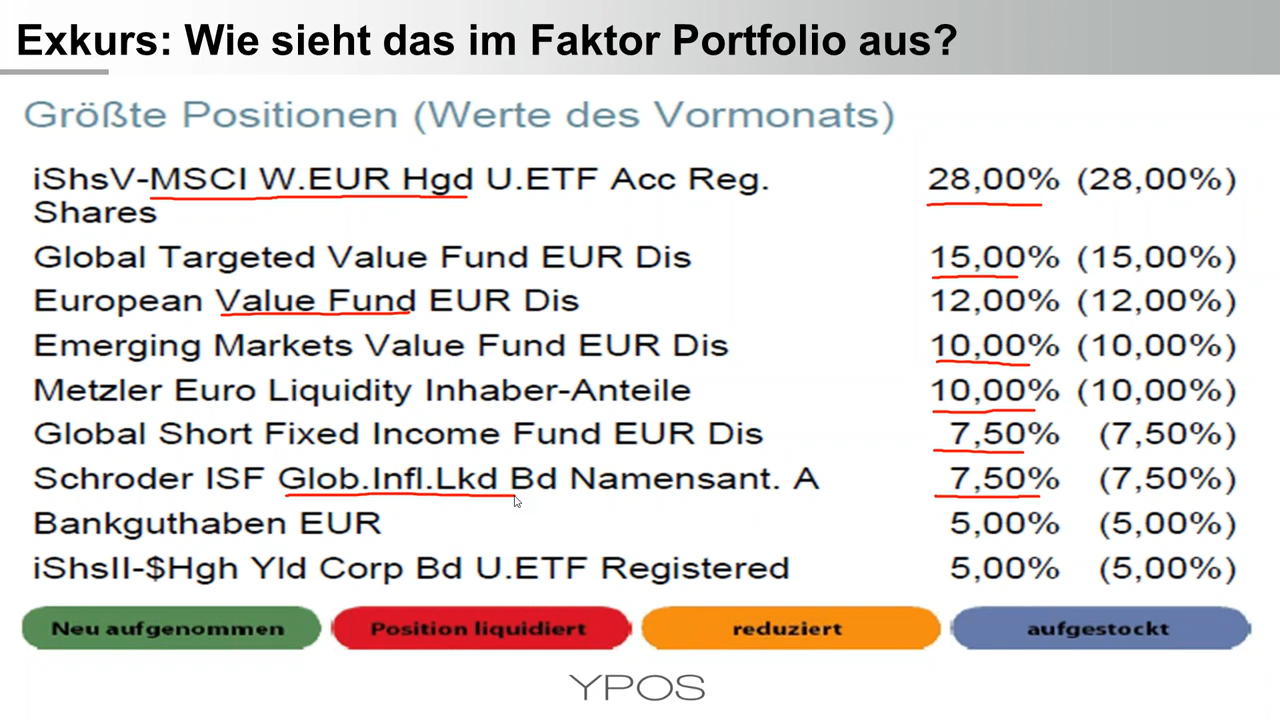 Exkurs: Wie sieht das im Faktor Portfolio aus?
Größte Positionen (Werte des Vormonats)
iShsV-MSCI W.EUR Hgd U.ETF Acc Reg. 28,00% (28,00%)
Shares
Global Targeted Value Fund EUR Dis 15,00% (15,00%)
European Value Fund EUR Dis 12,00% (12,00%)
Emerging Markets Value Fund EUR Dis 10,00% (10,00%)
Metzler Euro Liquidity Inhaber-Anteile 10,00% (10,00%)
Global Short Fixed Income Fund EUR Dis 7,50% (7,50%)
Schroder ISF Glob.Infl.Lkd Bd Namensant. A 7,50% (7,50%)
Bankguthaben EUR 5,00% (5,00%)
iShsII-$Hgh Yld Corp Bd U.ETF Registered 5,00% (5,00%)
Neu aufgenommen Position liquidiert reduziert aufgestockt
YPOS